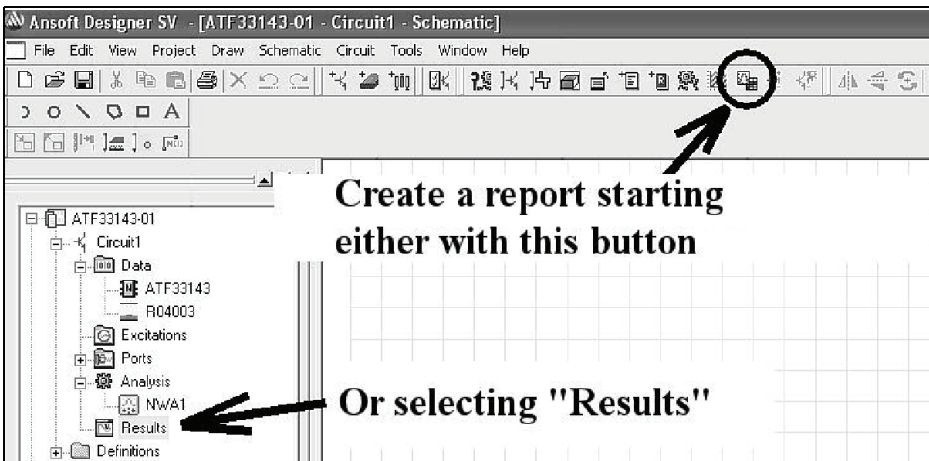 Ansoft Designer SV - [ATF33143-01 - Circuit1 - Schematic]
File Edit View Project Draw Schematic Circuit Tools Window Help
Create a report starting
either with this button
ATF33143-01
Circuit1
Data
ATF33143
R04003
Excitations
Ports
Analysis
NWA1
Or selecting "Results"
Results
Definitions